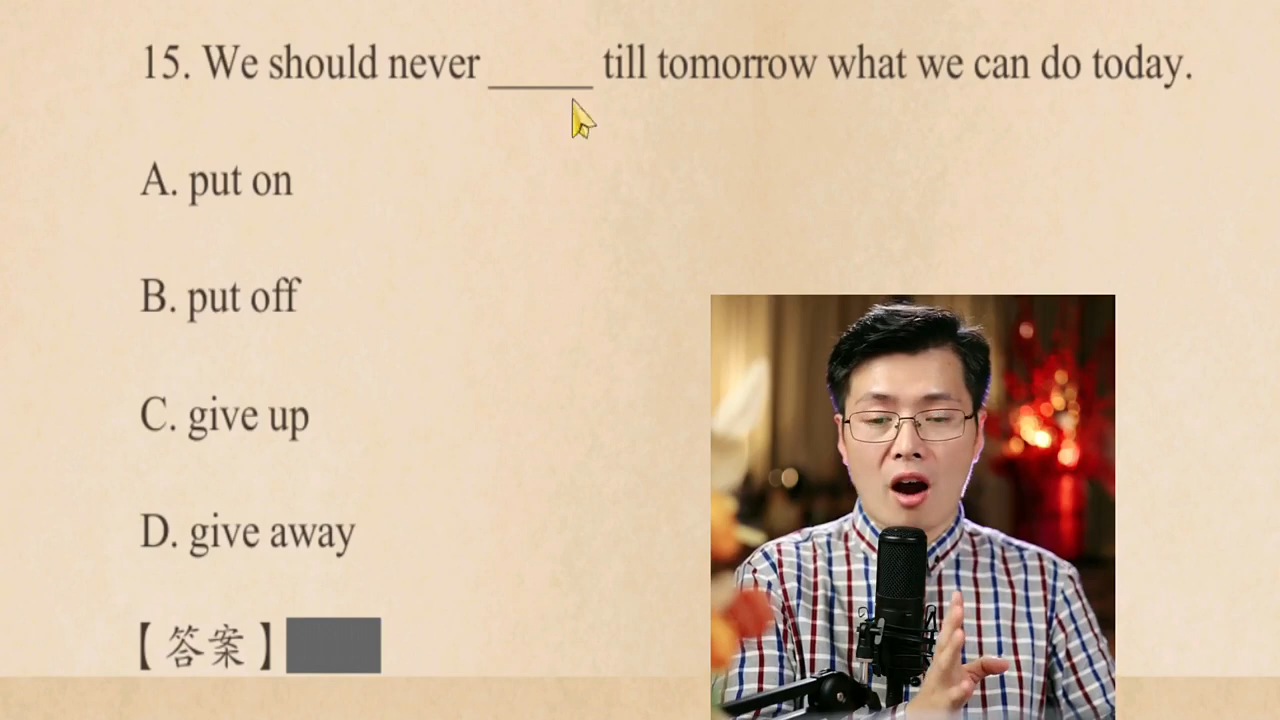 15. We should never _____ till tomorrow what we can do today.
A. put on
B. put off
C. give up
D. give away
【答案】